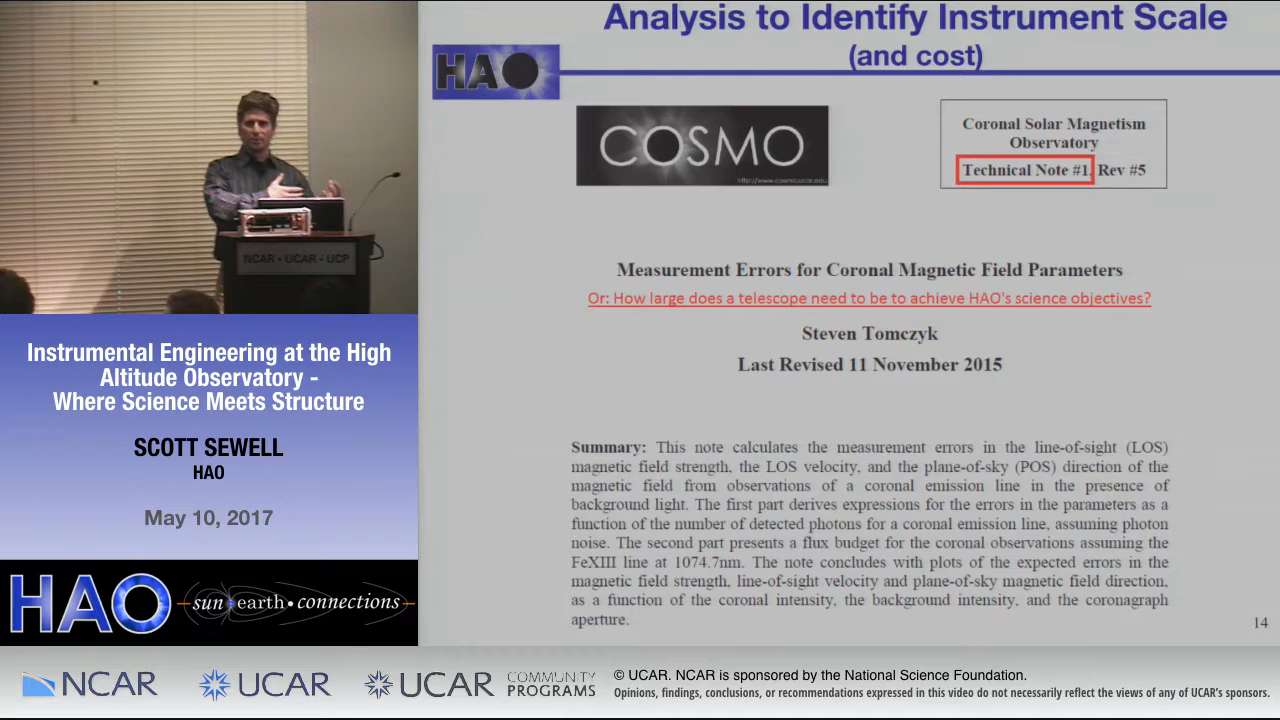 Analysis to Identify Instrument Scale
(and cost)
HAO
COSMO
http://www.cosmo.ucar.edu
Coronal Solar Magnetism
Observatory
Technical Note #1, Rev #5
Measurement Errors for Coronal Magnetic Field Parameters
Or: How large does a telescope need to be to achieve HAO's science objectives?
Steven Tomczyk
Last Revised 11 November 2015
Summary: This note calculates the measurement errors in the line-of-sight (LOS)
magnetic field strength, the LOS velocity, and the plane-of-sky (POS) direction of the
magnetic field from observations of a coronal emission line in the presence of
background light. The first part derives expressions for the errors in the parameters as a
function of the number of detected photons for a coronal emission line, assuming photon
noise. The second part presents a flux budget for the coronal observations assuming the
FeXIII line at 1074.7nm. The note concludes with plots of the expected errors in the
magnetic field strength, line-of-sight velocity and plane-of-sky magnetic field direction,
as a function of the coronal intensity, the background intensity, and the coronagraph
aperture.
14
NCAR • UCAR • UCP
Instrumental Engineering at the High
Altitude Observatory -
Where Science Meets Structure
SCOTT SEWELL
HAO
May 10, 2017
HAO sun • earth • connections
NCAR
UCAR
UCAR COMMUNITY
PROGRAMS
© UCAR. NCAR is sponsored by the National Science Foundation.
Opinions, findings, conclusions, or recommendations expressed in this video do not necessarily reflect the views of any of UCAR's sponsors.